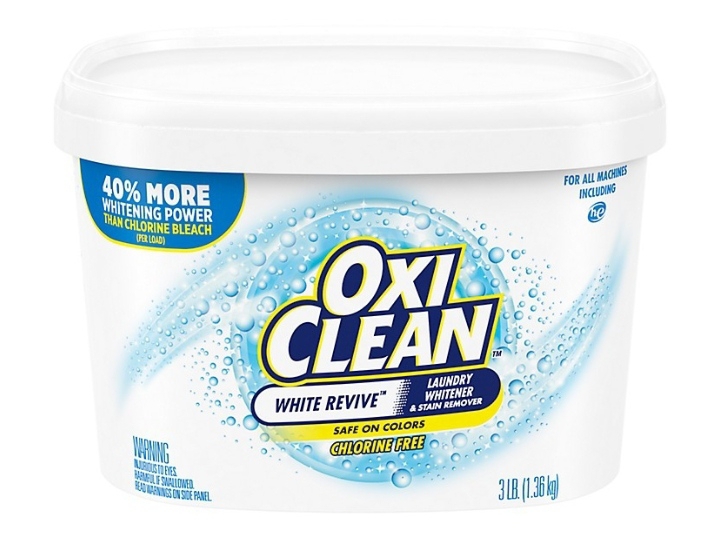 40% MORE
WHITENING POWER
THAN CHLORINE BLEACH
(PER LOAD)
FOR ALL MACHINES
INCLUDING
he
OXI
CLEAN™
WHITE REVIVE™
LAUNDRY
WHITENER
& STAIN REMOVER
SAFE ON COLORS
CHLORINE FREE
WARNING
INJURIOUS TO EYES.
HARMFUL IF SWALLOWED.
READ WARNINGS ON SIDE PANEL.
3 LB. (1.36 kg)